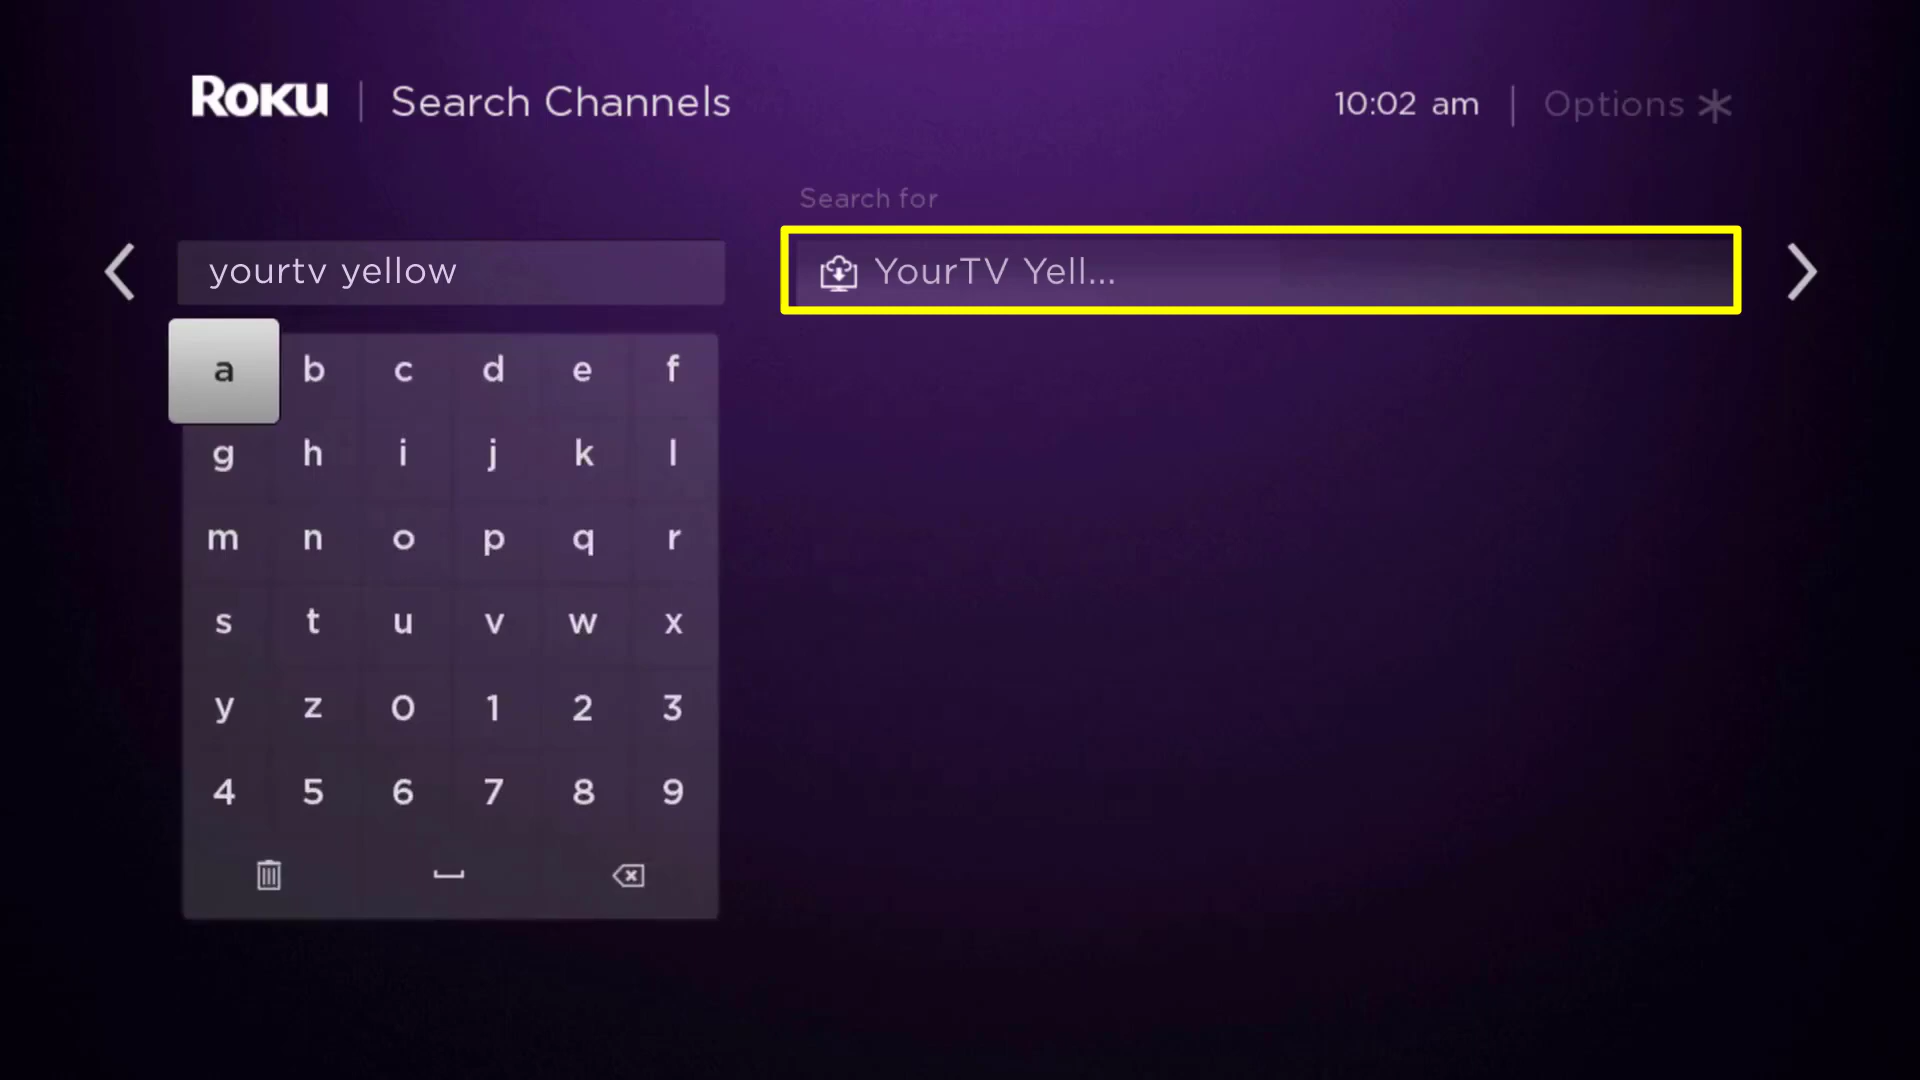 Roku | Search Channels
10:02 am | Options *
Search for
yourtv yellow
YourTV Yell...
a b c d e f
g h i j k l
m n o p q r
s t u v w x
y z 0 1 2 3
4 5 6 7 8 9